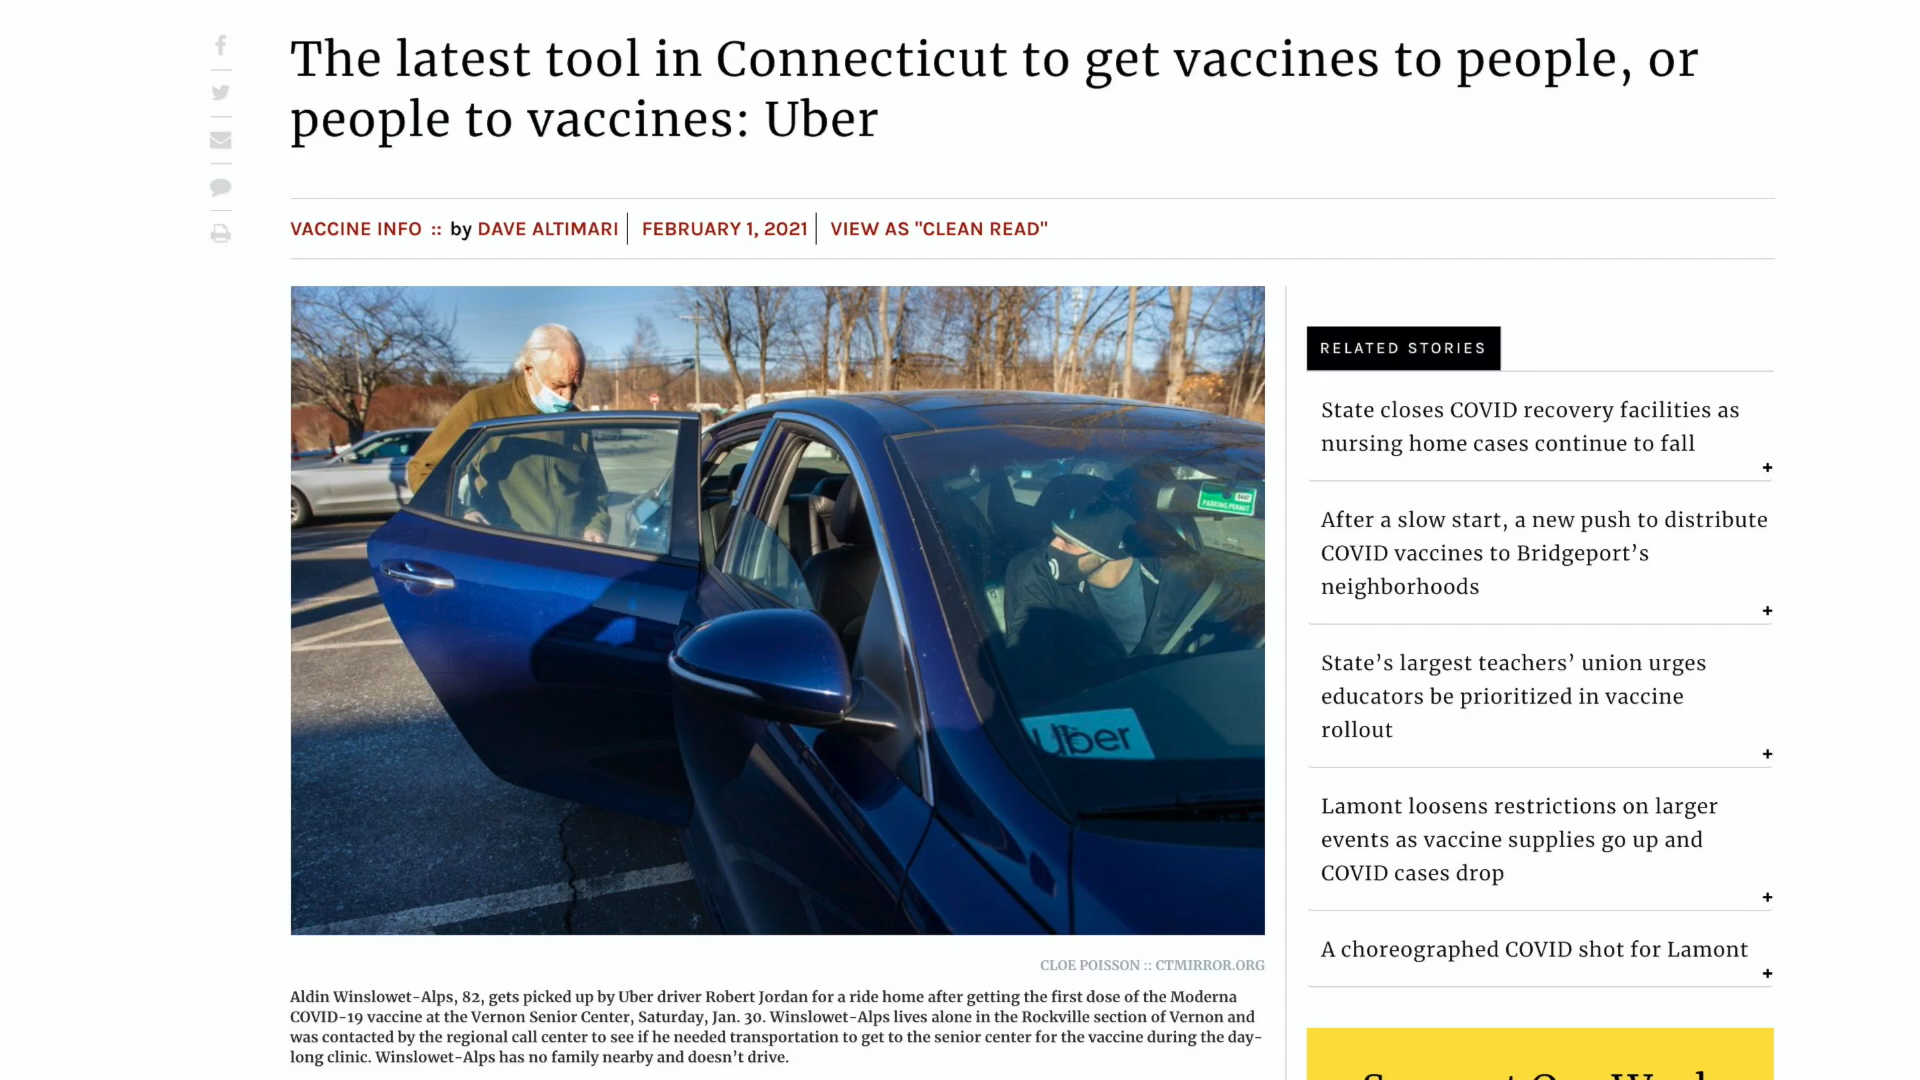 The latest tool in Connecticut to get vaccines to people, or
people to vaccines: Uber
VACCINE INFO :: by DAVE ALTIMARI
FEBRUARY 1, 2021
VIEW AS "CLEAN READ"
PARKING PERMIT
Uber
CLOE POISSON :: CTMIRROR.ORG
Aldin Winslowet-Alps, 82, gets picked up by Uber driver Robert Jordan for a ride home after getting the first dose of the Moderna
COVID-19 vaccine at the Vernon Senior Center, Saturday, Jan. 30. Winslowet-Alps lives alone in the Rockville section of Vernon and
was contacted by the regional call center to see if he needed transportation to get to the senior center for the vaccine during the day-
long clinic. Winslowet-Alps has no family nearby and doesn't drive.
RELATED STORIES
State closes COVID recovery facilities as
nursing home cases continue to fall
+
After a slow start, a new push to distribute
COVID vaccines to Bridgeport's
neighborhoods
+
State's largest teachers' union urges
educators be prioritized in vaccine
rollout
+
Lamont loosens restrictions on larger
events as vaccine supplies go up and
COVID cases drop
+
A choreographed COVID shot for Lamont
+